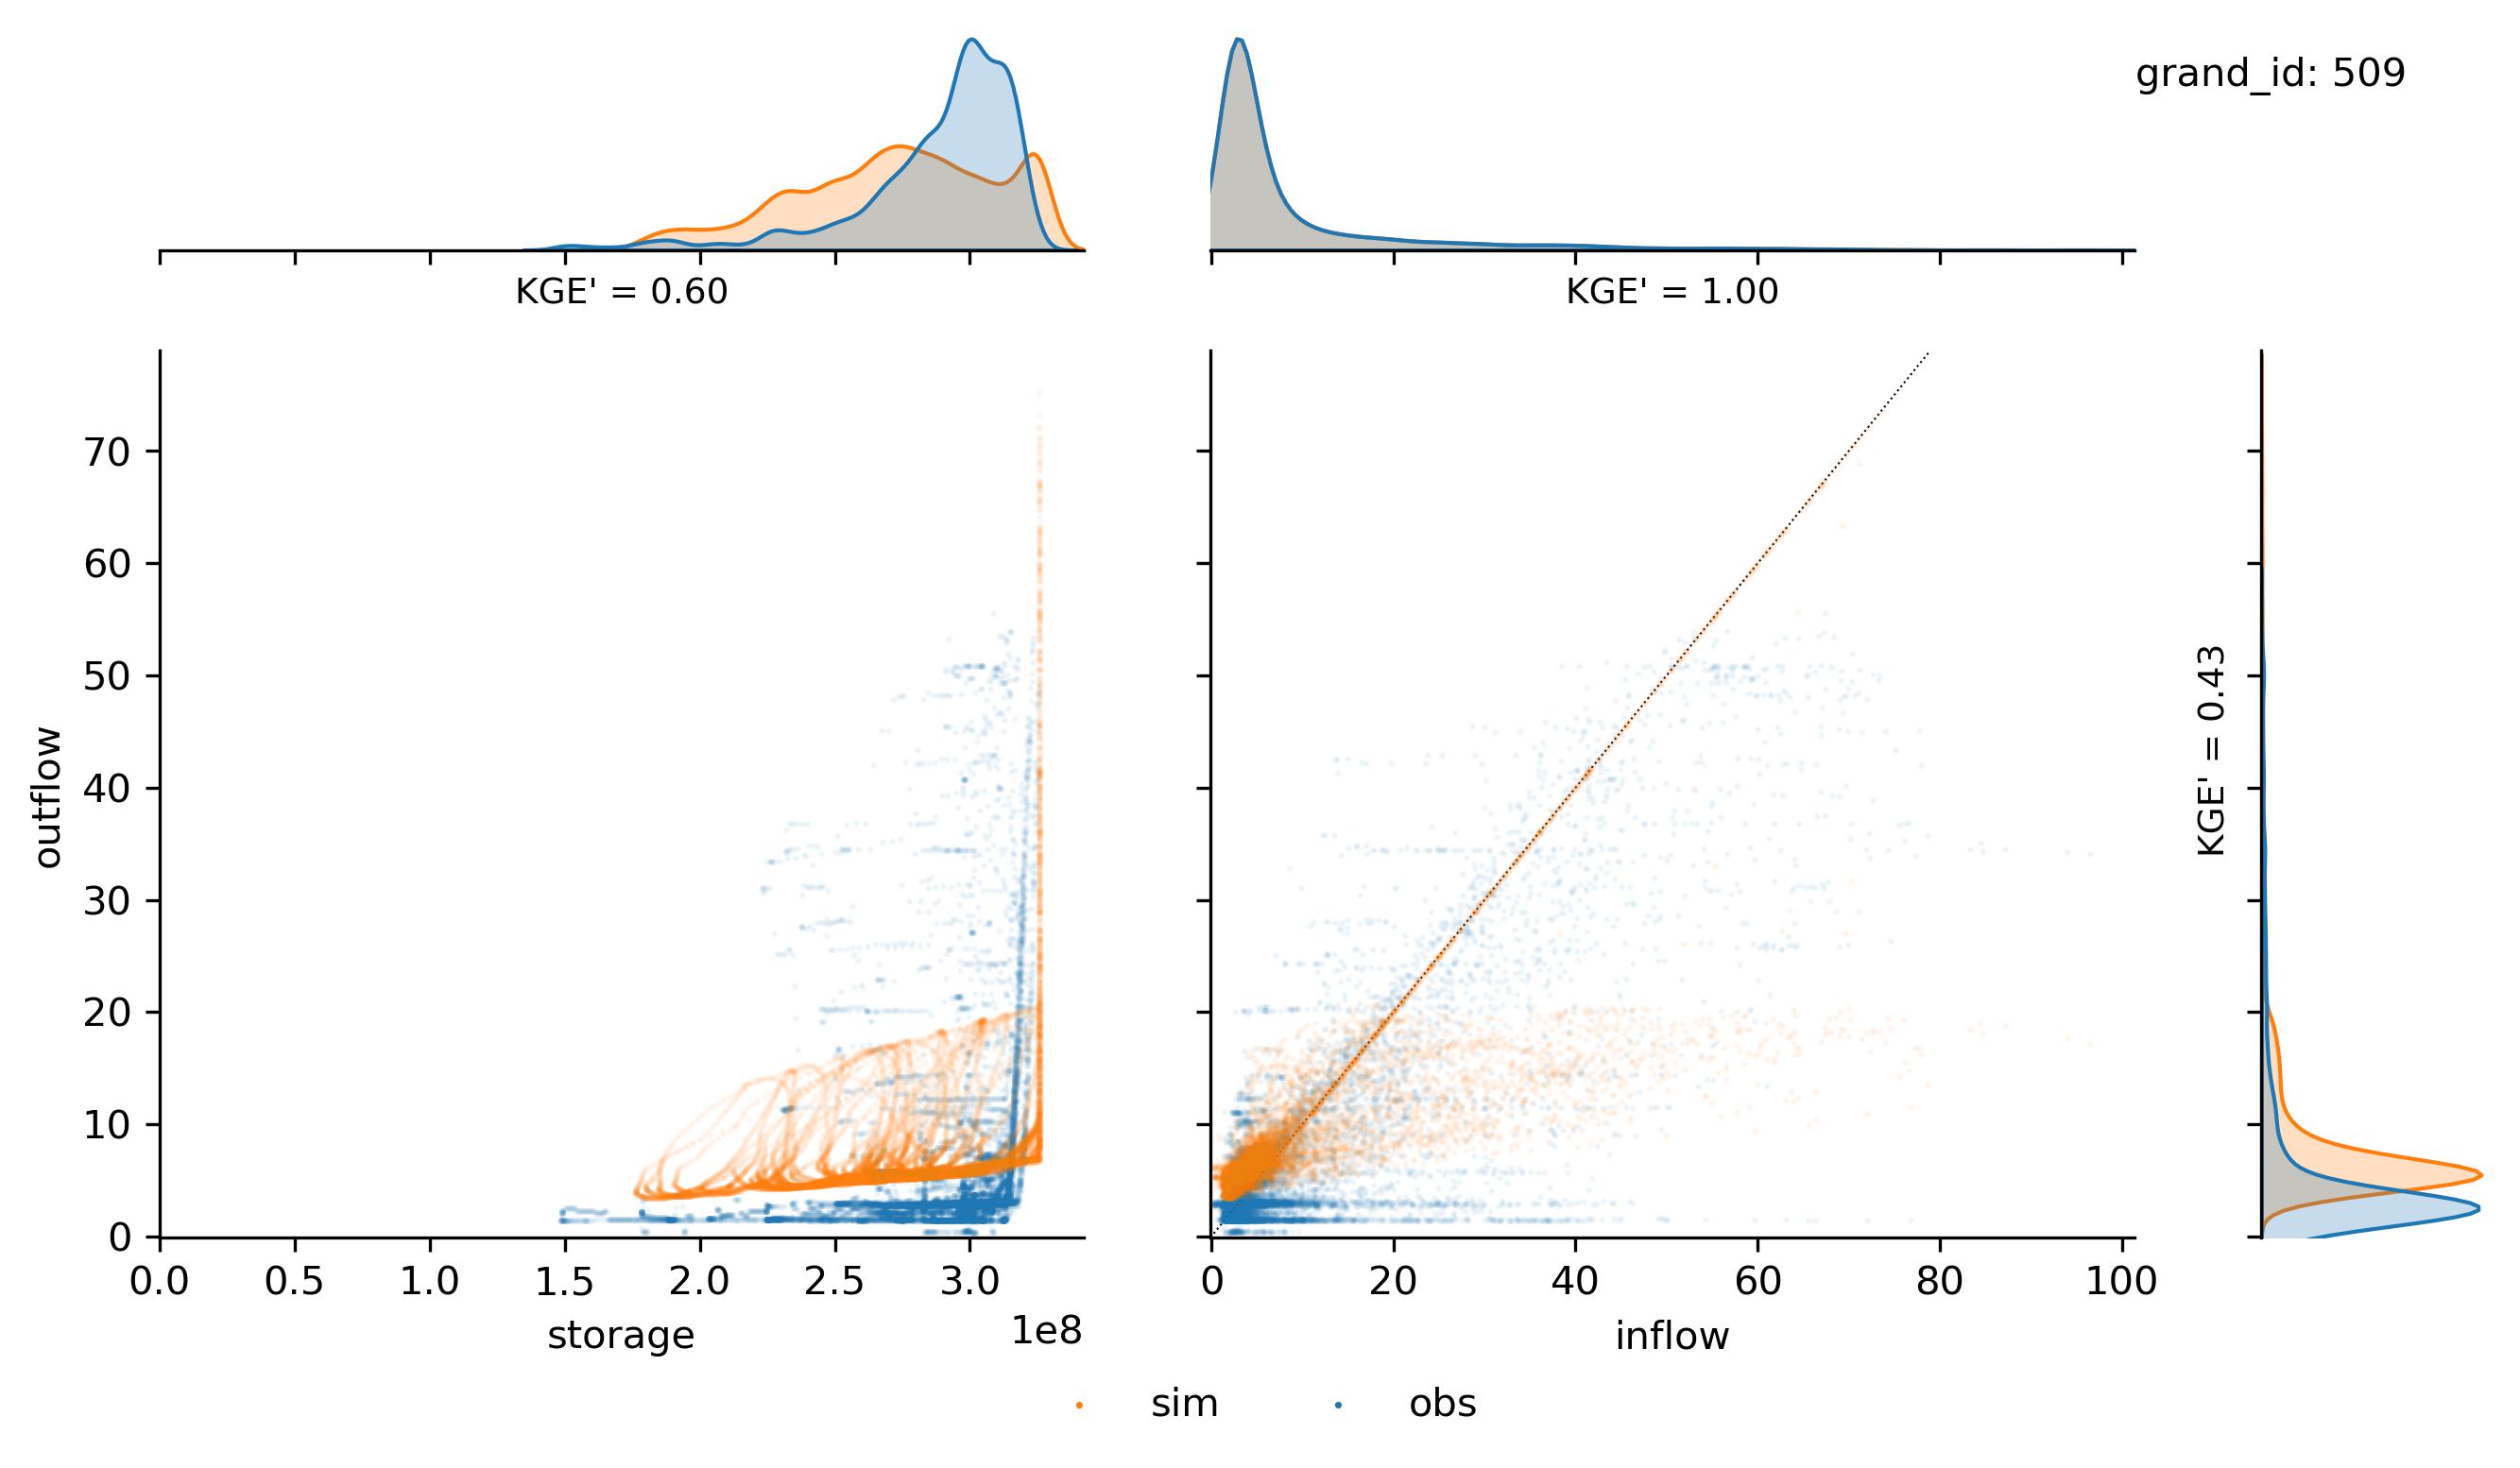 grand_id: 509
KGE' = 0.60
KGE' = 1.00
70
60
50
40
30
20
10
0
outflow
KGE' = 0.43
0.0 0.5 1.0 1.5 2.0 2.5 3.0
0 20 40 60 80 100
storage
1e8
inflow
sim obs